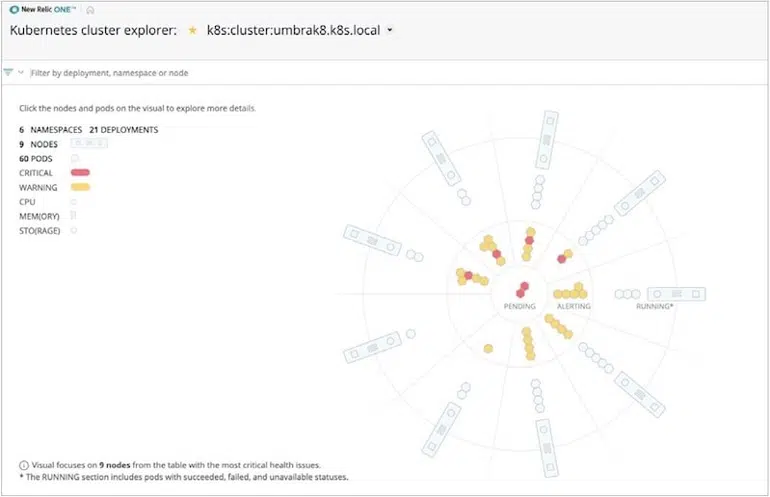 New Relic ONE™
Kubernetes cluster explorer: k8s:cluster:umbrak8.k8s.local
Filter by deployment, namespace or node
Click the nodes and pods on the visual to explore more details.
6 NAMESPACES 21 DEPLOYMENTS
9 NODES
60 PODS
CRITICAL
WARNING
CPU
MEM(ORY)
STO(RAGE)
PENDING ALERTING RUNNING*
Visual focuses on 9 nodes from the table with the most critical health issues.
* The RUNNING section includes pods with succeeded, failed, and unavailable statuses.